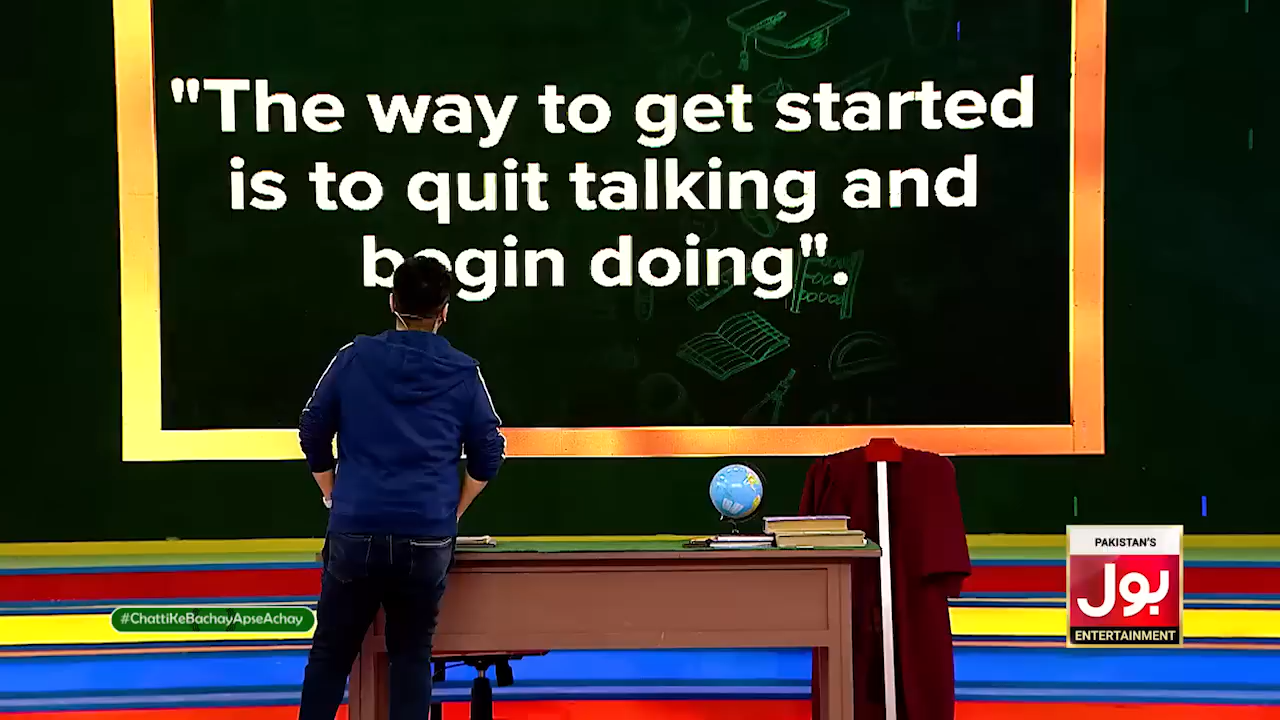 "The way to get started
is to quit talking and
begin doing".
#ChattiKeBachayApseAchay
PAKISTAN'S
بول
ENTERTAINMENT